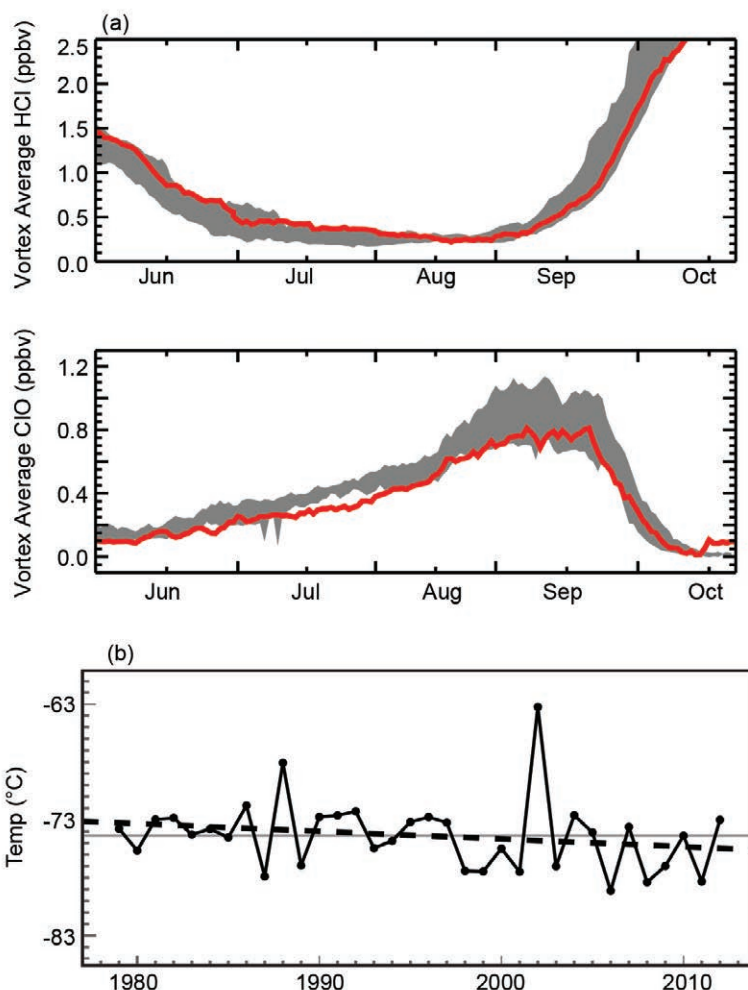 (a)
Vortex Average HCl (ppbv)
2.5
2.0
1.5
1.0
0.5
0.0
Jun Jul Aug Sep Oct
Vortex Average ClO (ppbv)
1.2
0.8
0.4
0.0
Jun Jul Aug Sep Oct
(b)
Temp (°C)
-63
-73
-83
1980 1990 2000 2010